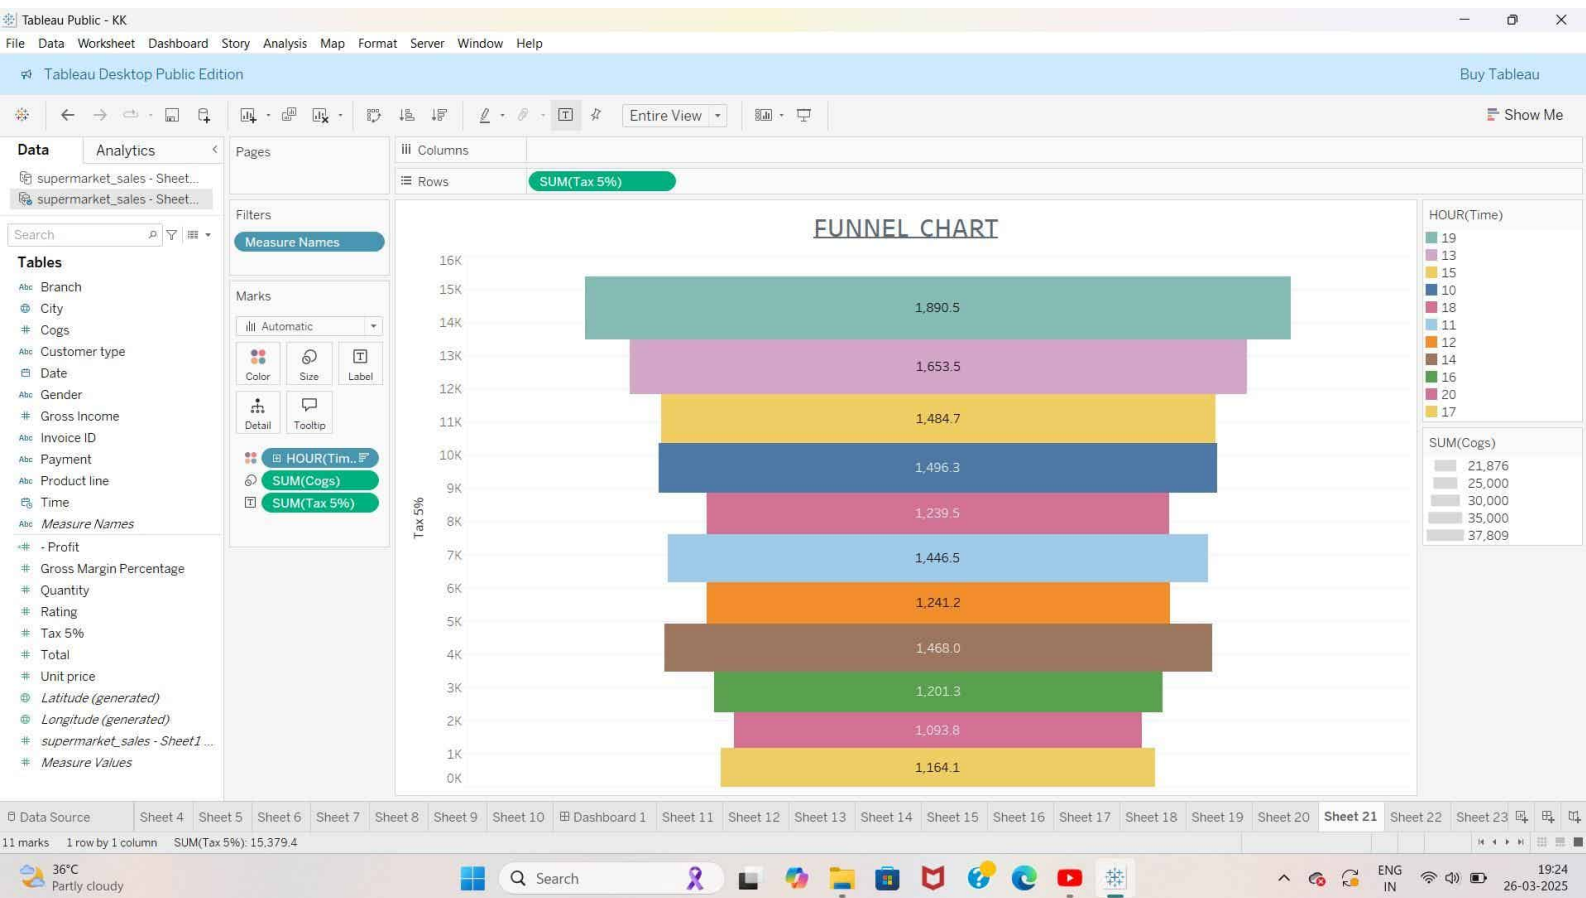 Tableau Public - KK
File Data Worksheet Dashboard Story Analysis Map Format Server Window Help
Tableau Desktop Public Edition
Buy Tableau
Entire View
Show Me
Data Analytics
supermarket_sales - Sheet...
supermarket_sales - Sheet...
Search
Tables
Abc Branch
City
# Cogs
Abc Customer type
Date
Abc Gender
# Gross Income
Abc Invoice ID
Abc Payment
Abc Product line
Time
Abc Measure Names
# - Profit
# Gross Margin Percentage
# Quantity
# Rating
# Tax 5%
# Total
# Unit price
Latitude (generated)
Longitude (generated)
# supermarket_sales - Sheet1 ...
# Measure Values
Pages
Filters
Measure Names
Marks
Automatic
Color Size Label
Detail Tooltip
HOUR(Tim..
SUM(Cogs)
SUM(Tax 5%)
Columns
Rows SUM(Tax 5%)
FUNNEL CHART
Tax 5%
16K
15K
14K
13K
12K
11K
10K
9K
8K
7K
6K
5K
4K
3K
2K
1K
0K
1,890.5
1,653.5
1,484.7
1,496.3
1,239.5
1,446.5
1,241.2
1,468.0
1,201.3
1,093.8
1,164.1
HOUR(Time)
19
13
15
10
18
11
12
14
16
20
17
SUM(Cogs)
21,876
25,000
30,000
35,000
37,809
Data Source Sheet 4 Sheet 5 Sheet 6 Sheet 7 Sheet 8 Sheet 9 Sheet 10 Dashboard 1 Sheet 11 Sheet 12 Sheet 13 Sheet 14 Sheet 15 Sheet 16 Sheet 17 Sheet 18 Sheet 19 Sheet 20 Sheet 21 Sheet 22 Sheet 23
11 marks 1 row by 1 column SUM(Tax 5%): 15,379.4
36°C
Partly cloudy
Search
ENG
IN
19:24
26-03-2025